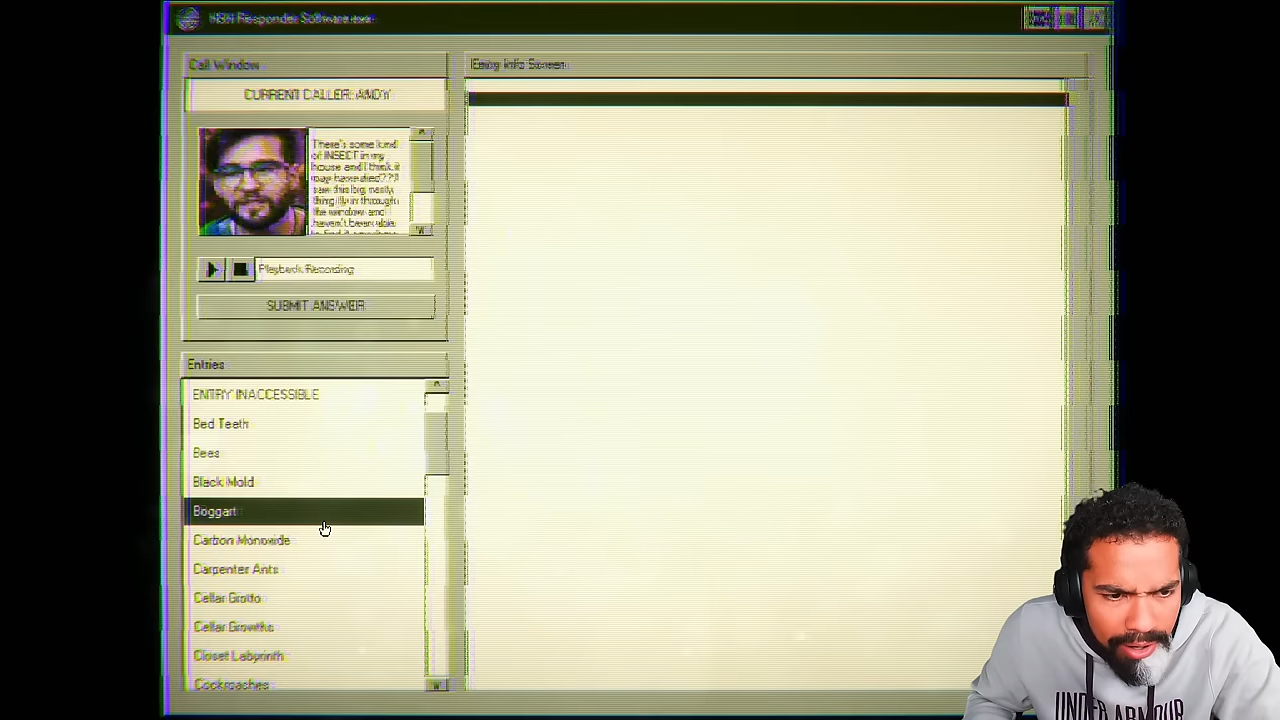 HSH Responder Software.exe
Call Window
Entry Info Screen
CURRENT CALLER: ANDY
There's some kind
of INSECT in my
house and I think it
may have died???I
saw this big nasty
thing fly in through
the window and
haven't been able
Playback Recording
SUBMIT ANSWER
Entries
ENTRY INACCESSIBLE
Bed Teeth
Bees
Black Mold
Boggart
Carbon Monoxide
Carpenter Ants
Cellar Grotto
Cellar Growths
Closet Labyrinth
Cockroaches
UNDER ARMOUR